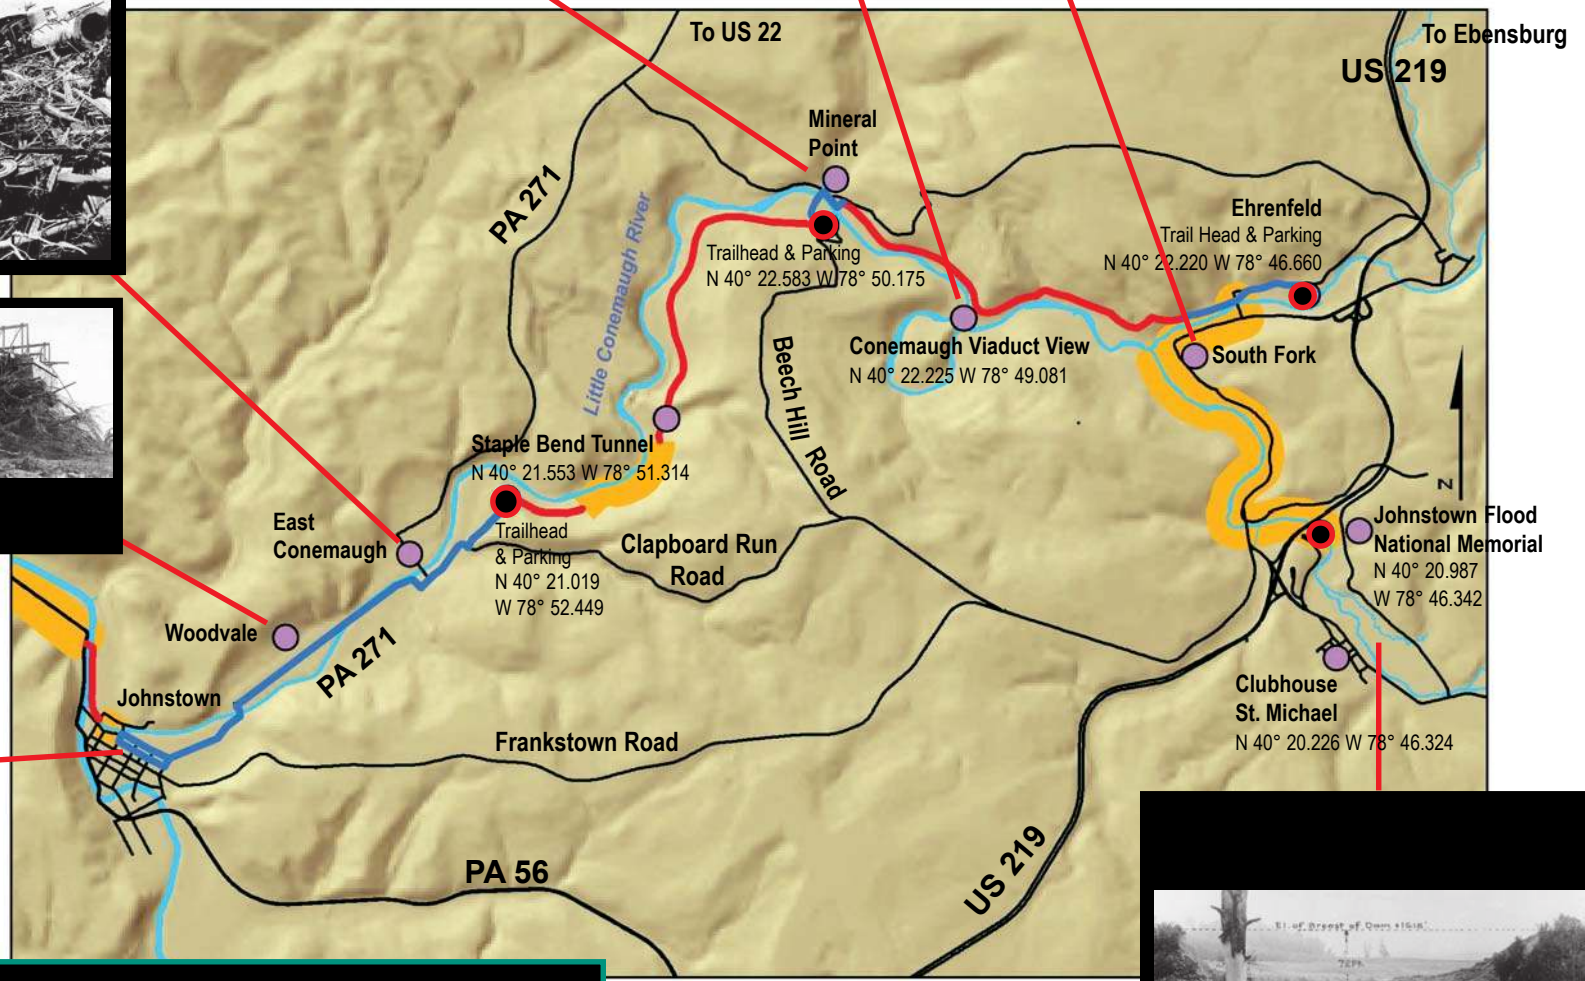 To US 22
To Ebensburg
US 219
Mineral
Point
PA 271
Little Conemaugh River
Ehrenfeld
Trail Head & Parking
N 40° 22.220 W 78° 46.660
Trailhead & Parking
N 40° 22.583 W 78° 50.175
Beech Hill Road
Conemaugh Viaduct View
N 40° 22.225 W 78° 49.081
South Fork
Staple Bend Tunnel
N 40° 21.553 W 78° 51.314
N
East
Conemaugh
Trailhead
& Parking
N 40° 21.019
W 78° 52.449
Clapboard Run
Road
Johnstown Flood
National Memorial
N 40° 20.987
W 78° 46.342
Woodvale
PA 271
Johnstown
Clubhouse
St. Michael
N 40° 20.226 W 78° 46.324
Frankstown Road
PA 56
US 219
El. of Breast of Dam